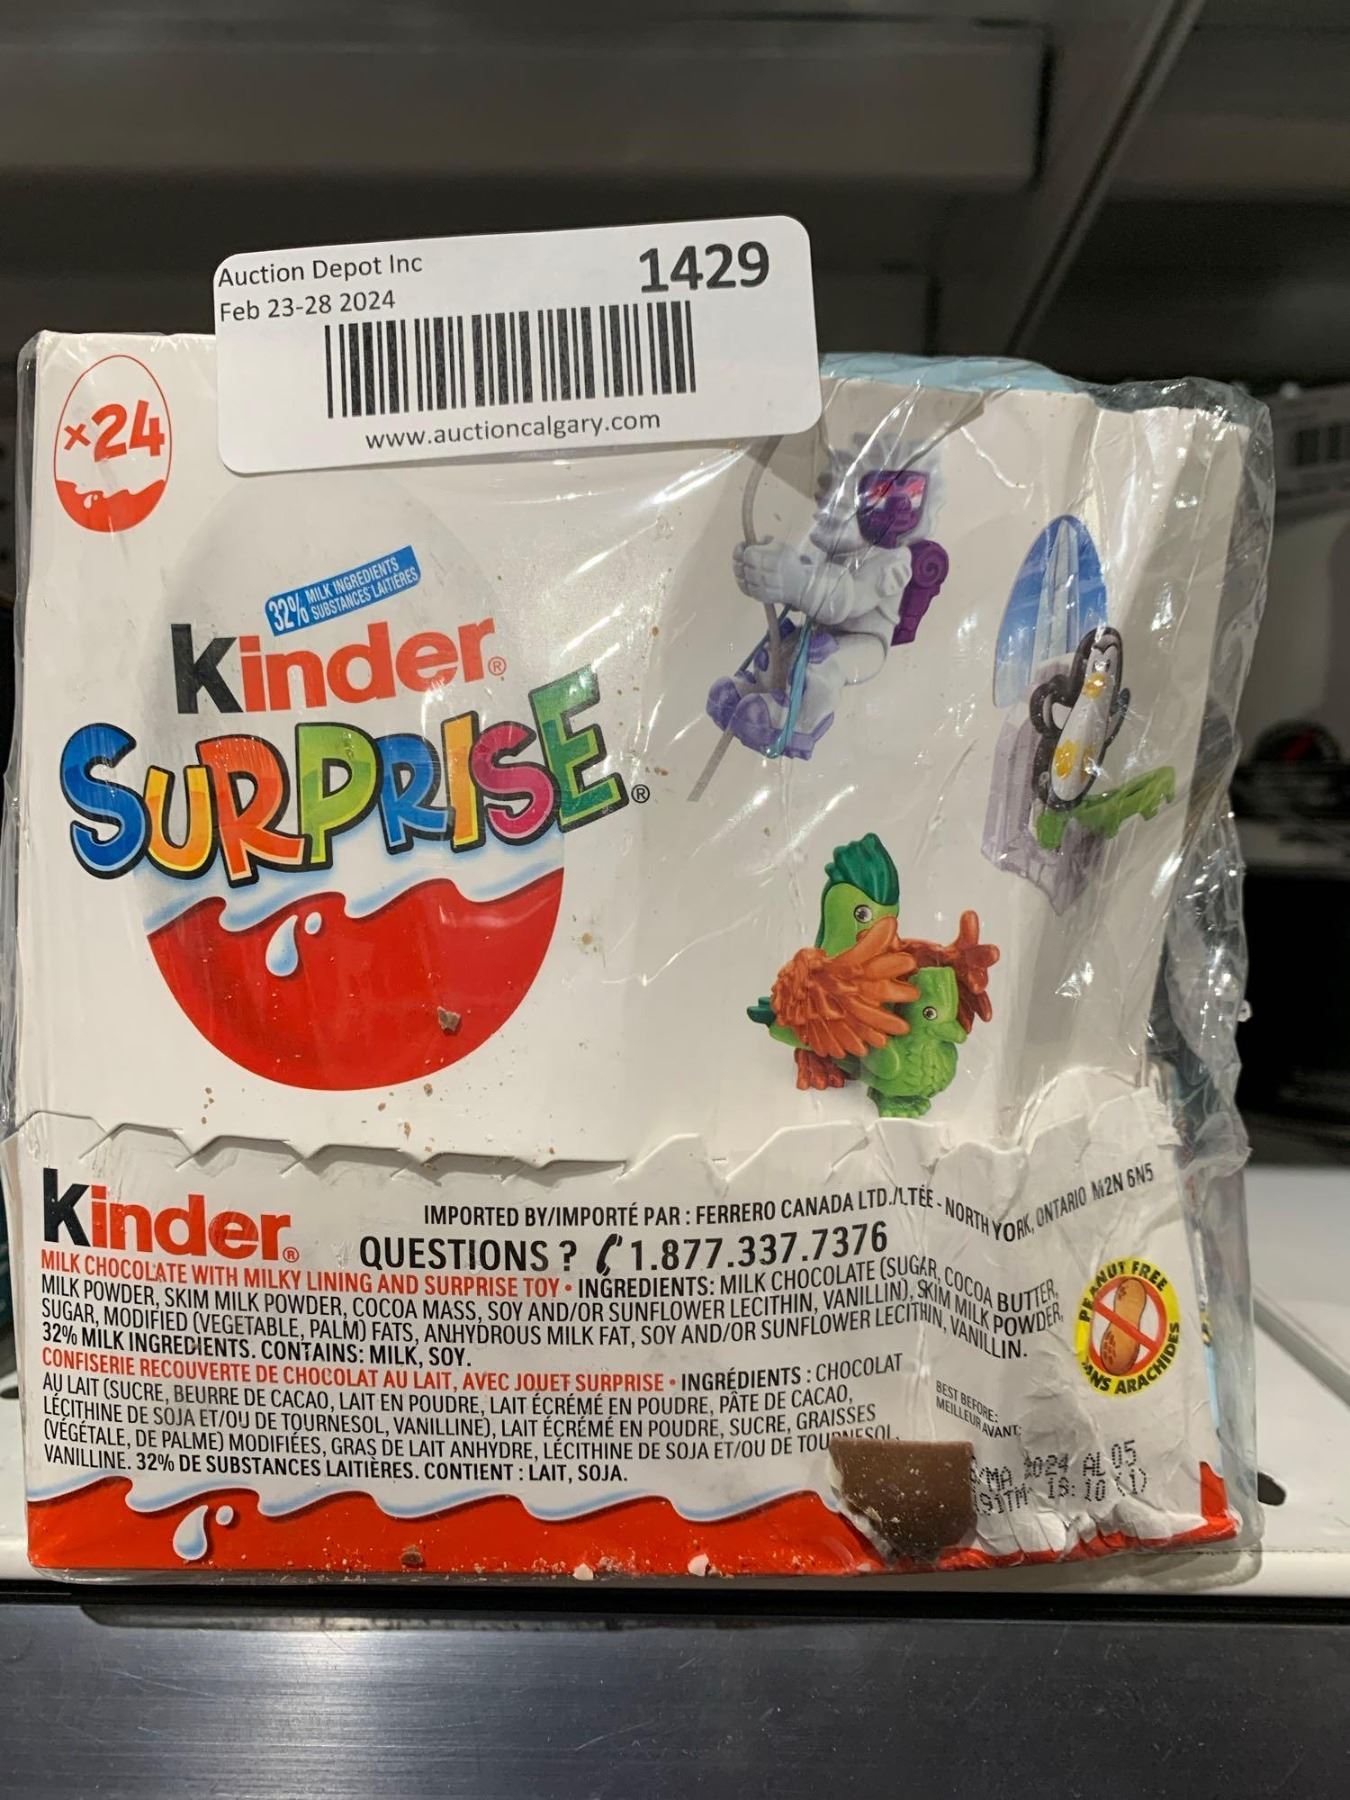 Auction Depot Inc
1429
Feb 23-28 2024
www.auctioncalgary.com
×24
32% MILK INGREDIENTS
SUBSTANCES LAITIÈRES
Kinder®
SURPRISE®
Kinder®
IMPORTED BY/IMPORTÉ PAR : FERRERO CANADA LTD./LTÉE - NORTH YORK, ONTARIO M2N 6N5
QUESTIONS ? 1.877.337.7376
MILK CHOCOLATE WITH MILKY LINING AND SURPRISE TOY • INGREDIENTS: MILK CHOCOLATE (SUGAR, COCOA BUTTER,
MILK POWDER, SKIM MILK POWDER, COCOA MASS, SOY AND/OR SUNFLOWER LECITHIN, VANILLIN), SKIM MILK POWDER,
SUGAR, MODIFIED (VEGETABLE, PALM) FATS, ANHYDROUS MILK FAT, SOY AND/OR SUNFLOWER LECITHIN, VANILLIN.
32% MILK INGREDIENTS. CONTAINS: MILK, SOY.
CONFISERIE RECOUVERTE DE CHOCOLAT AU LAIT, AVEC JOUET SURPRISE • INGRÉDIENTS : CHOCOLAT
AU LAIT (SUCRE, BEURRE DE CACAO, LAIT EN POUDRE, LAIT ÉCRÉMÉ EN POUDRE, PÂTE DE CACAO,
LÉCITHINE DE SOJA ET/OU DE TOURNESOL, VANILLINE), LAIT ÉCRÉMÉ EN POUDRE, SUCRE, GRAISSES
(VÉGÉTALE, DE PALME) MODIFIÉES, GRAS DE LAIT ANHYDRE, LÉCITHINE DE SOJA ET/OU DE TOURNESOL,
VANILLINE. 32% DE SUBSTANCES LAITIÈRES. CONTIENT : LAIT, SOJA.
PEANUT FREE
SANS ARACHIDES
BEST BEFORE:
MEILLEUR AVANT:
MA 2024 AL 05
18:10 (1)